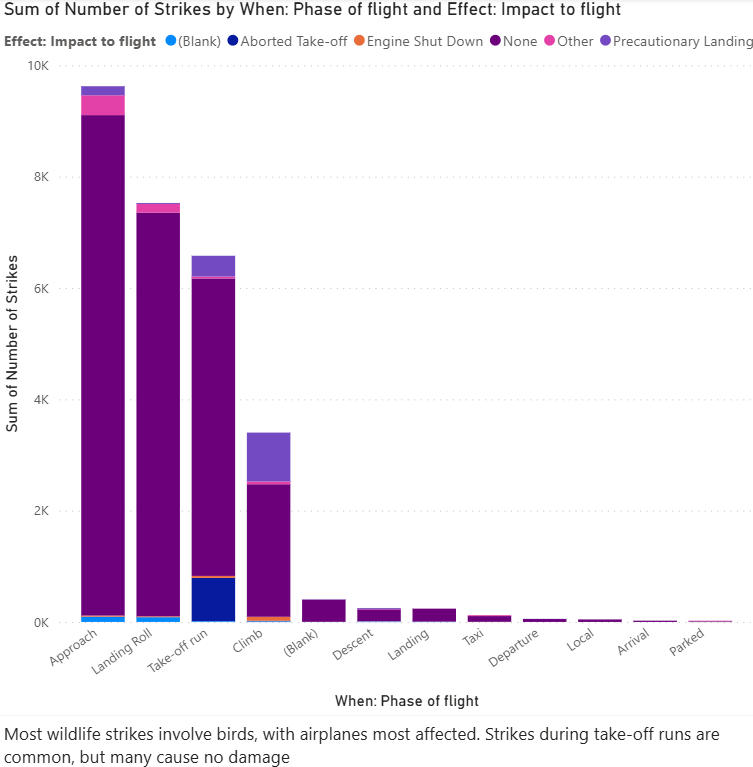 Sum of Number of Strikes by When: Phase of flight and Effect: Impact to flight
Effect: Impact to flight (Blank) Aborted Take-off Engine Shut Down None Other Precautionary Landing
10K
8K
6K
4K
2K
0K
Sum of Number of Strikes
Approach
Landing Roll
Take-off run
Climb
(Blank)
Descent
Landing
Taxi
Departure
Local
Arrival
Parked
When: Phase of flight
Most wildlife strikes involve birds, with airplanes most affected. Strikes during take-off runs are
common, but many cause no damage